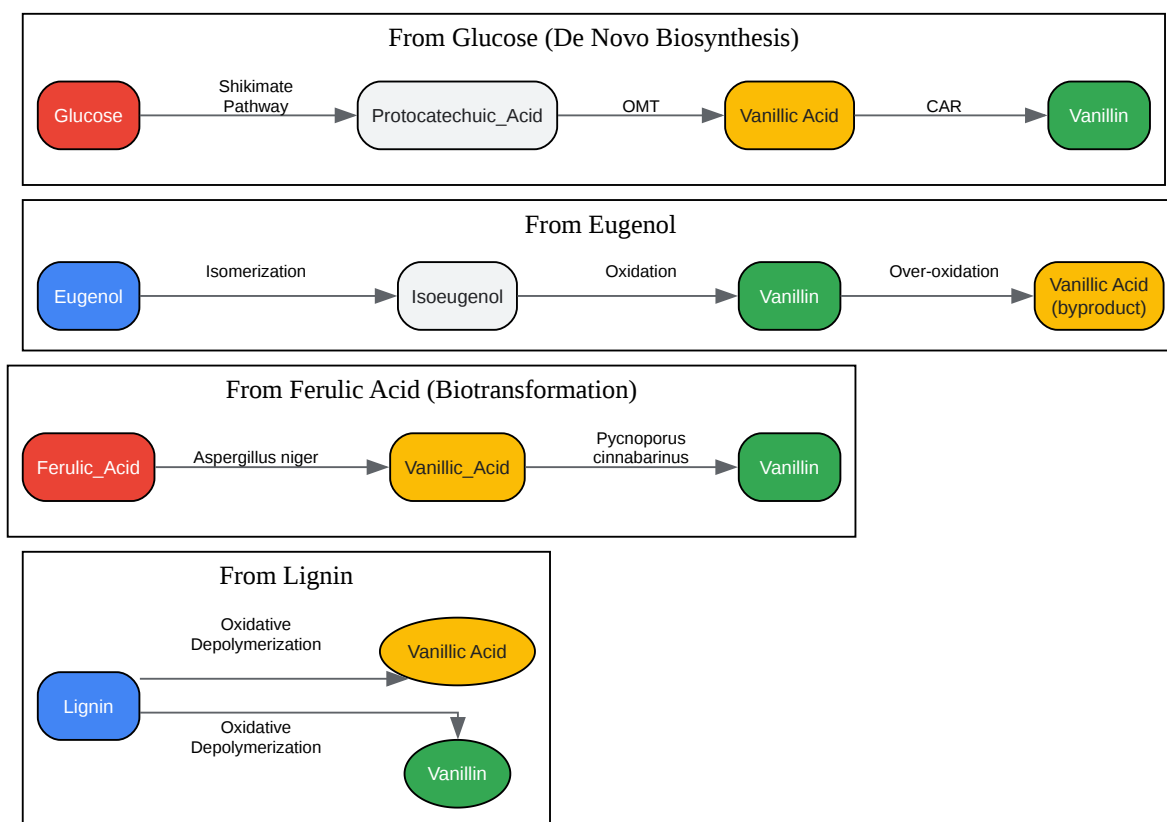 From Glucose (De Novo Biosynthesis)
Glucose
Shikimate
Pathway
Protocatechuic_Acid
OMT
Vanillic Acid
CAR
Vanillin
From Eugenol
Eugenol
Isomerization
Isoeugenol
Oxidation
Vanillin
Over-oxidation
Vanillic Acid
(byproduct)
From Ferulic Acid (Biotransformation)
Ferulic_Acid
Aspergillus niger
Vanillic_Acid
Pycnoporus
cinnabarinus
Vanillin
From Lignin
Lignin
Oxidative
Depolymerization
Vanillic Acid
Oxidative
Depolymerization
Vanillin